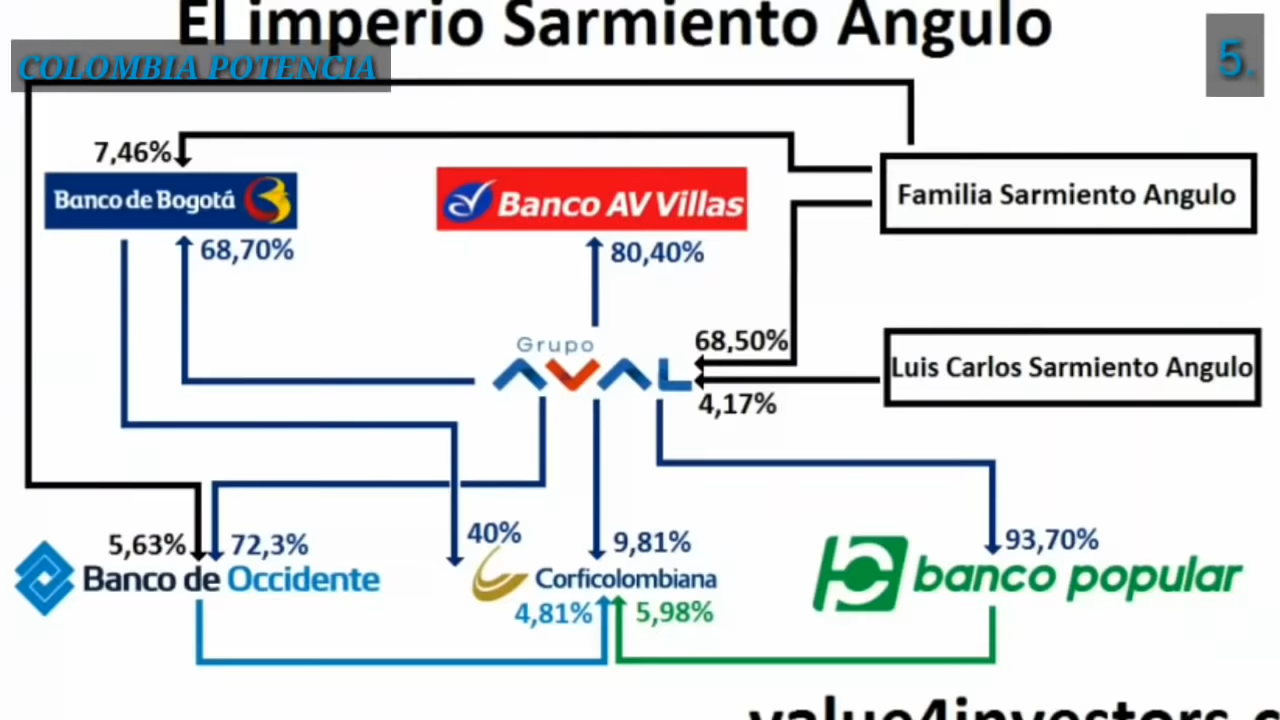 El imperio Sarmiento Angulo
COLOMBIA POTENCIA
5.
7,46%
Banco de Bogotá
Banco AV Villas
Familia Sarmiento Angulo
68,70%
80,40%
Grupo
AVAL
68,50%
Luis Carlos Sarmiento Angulo
4,17%
5,63%
72,3%
40%
9,81%
93,70%
Banco de Occidente
Corficolombiana
banco popular
4,81%
5,98%
value4investors.c